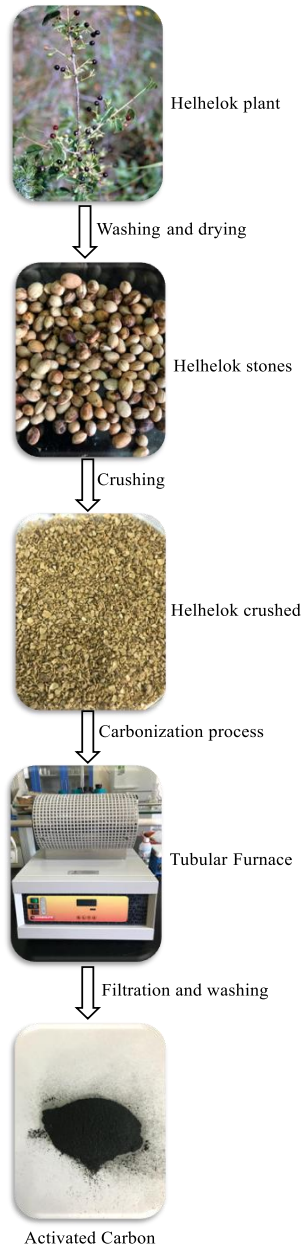 Helhelok plant
Washing and drying
Helhelok stones
Crushing
Helhelok crushed
Carbonization process
Tubular Furnace
Filtration and washing
Activated Carbon